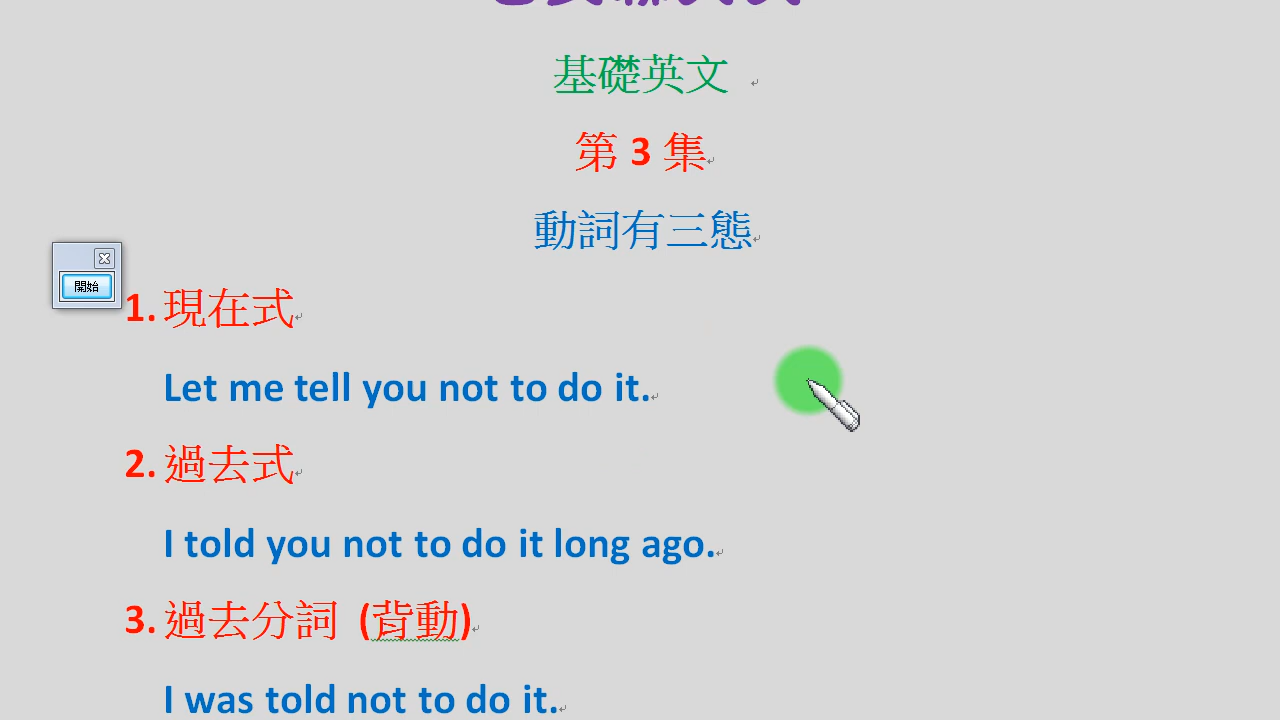 基礎英文
第 3 集
動詞有三態
開始
1. 現在式
Let me tell you not to do it.
2. 過去式
I told you not to do it long ago.
3. 過去分詞 (背動)
I was told not to do it.